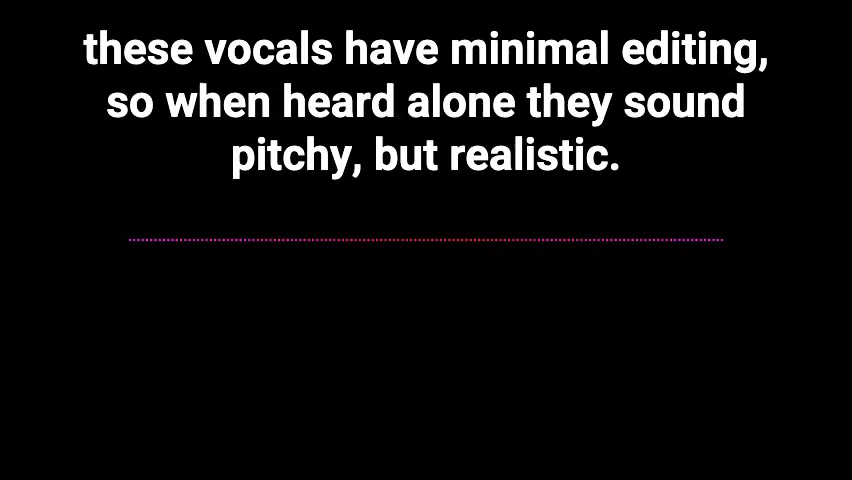 these vocals have minimal editing,
so when heard alone they sound
pitchy, but realistic.